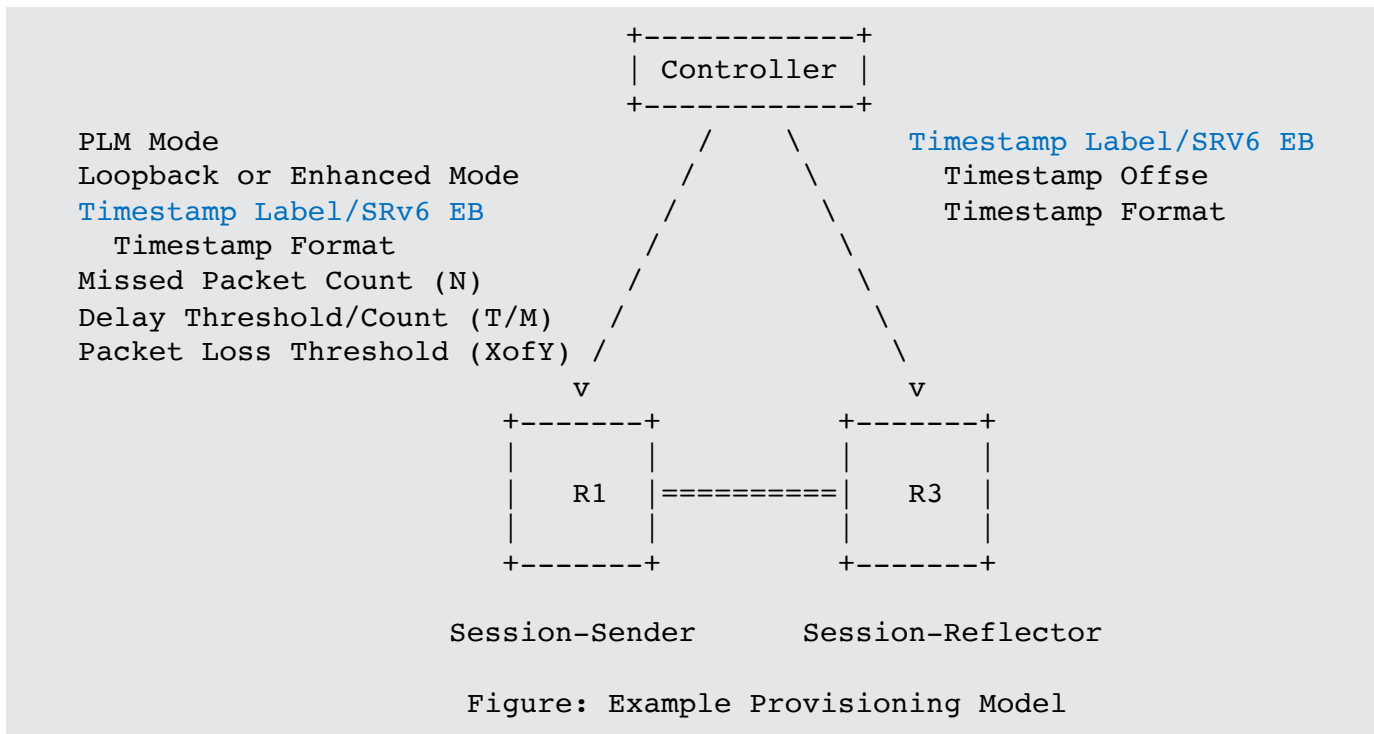 Controller
PLM Mode
Timestamp Label/SRV6 EB
Loopback or Enhanced Mode
Timestamp Offse
Timestamp Label/SRv6 EB
Timestamp Format
Timestamp Format
Missed Packet Count (N)
Delay Threshold/Count (T/M)
Packet Loss Threshold (XofY)
v v
R1 R3
Session-Sender Session-Reflector
Figure: Example Provisioning Model